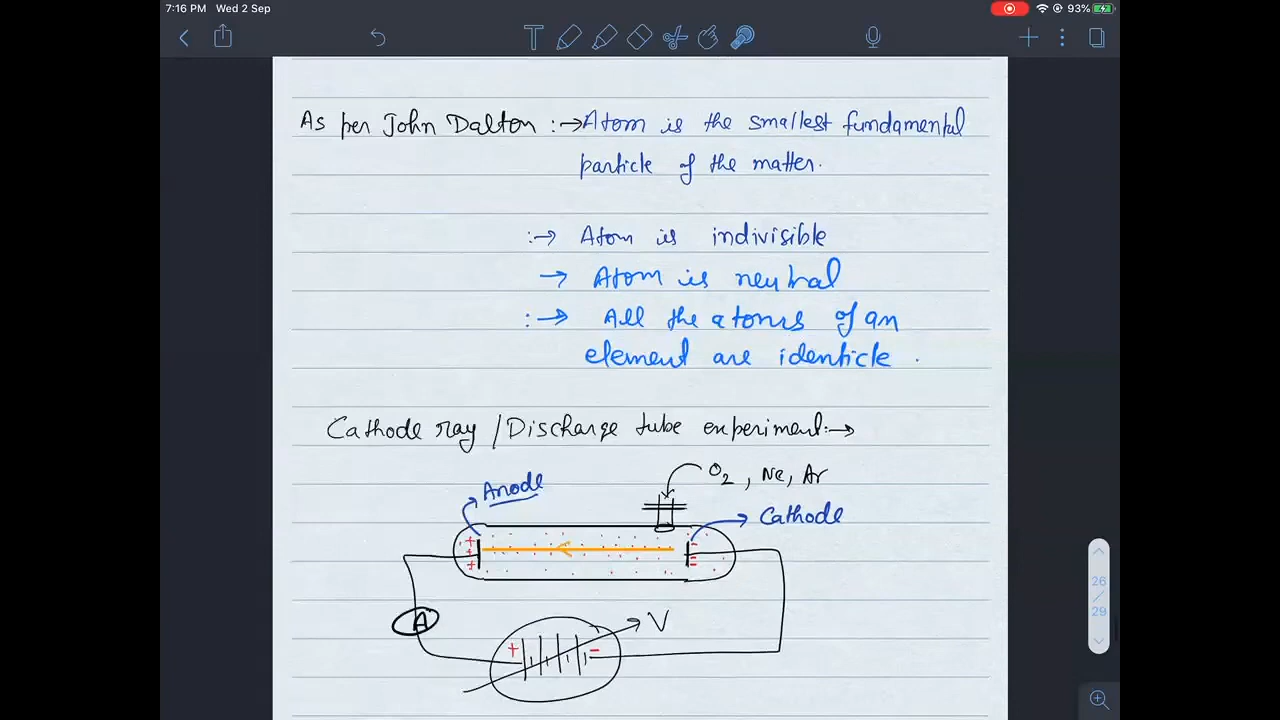 7:16 PM Wed 2 Sep
93%
As per John Dalton :→ Atom is the smallest fundamental
particle of the matter.
:→ Atom is indivisible
→ Atom is neutral
:→ All the atoms of an
element are identicle.
Cathode ray / Discharge tube experiment:→
O₂, Ne, Ar
Anode
Cathode
+ + +
A
V
+ −
26
/
29